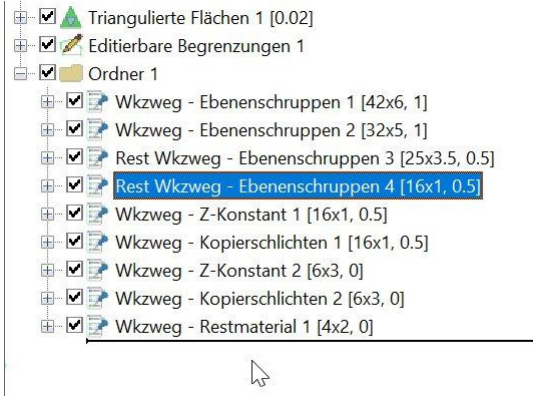 Triangulierte Flächen 1 [0.02]
Editierbare Begrenzungen 1
Ordner 1
Wkzweg - Ebenenschruppen 1 [42x6, 1]
Wkzweg - Ebenenschruppen 2 [32x5, 1]
Rest Wkzweg - Ebenenschruppen 3 [25x3.5, 0.5]
Rest Wkzweg - Ebenenschruppen 4 [16x1, 0.5]
Wkzweg - Z-Konstant 1 [16x1, 0.5]
Wkzweg - Kopierschlichten 1 [16x1, 0.5]
Wkzweg - Z-Konstant 2 [6x3, 0]
Wkzweg - Kopierschlichten 2 [6x3, 0]
Wkzweg - Restmaterial 1 [4x2, 0]